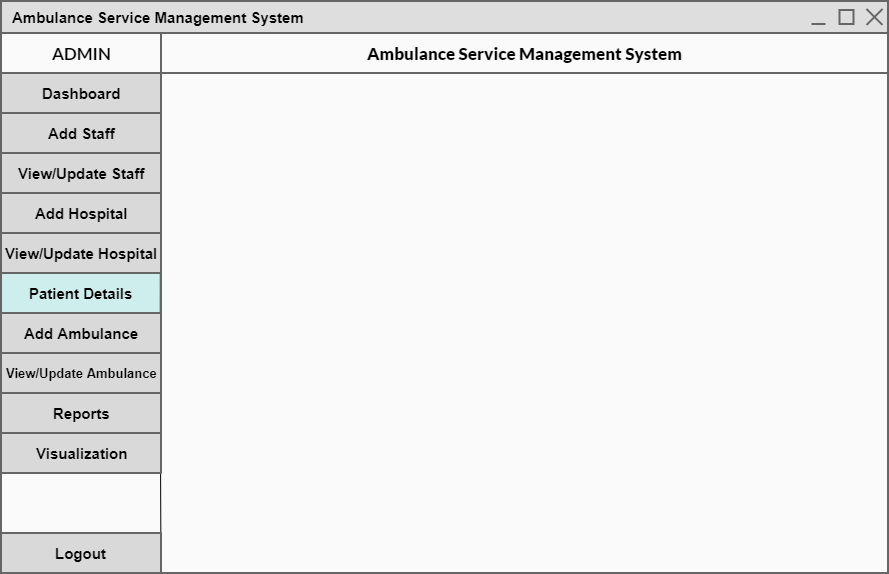 Ambulance Service Management System
ADMIN
Ambulance Service Management System
Dashboard
Add Staff
View/Update Staff
Add Hospital
View/Update Hospital
Patient Details
Add Ambulance
View/Update Ambulance
Reports
Visualization
Logout